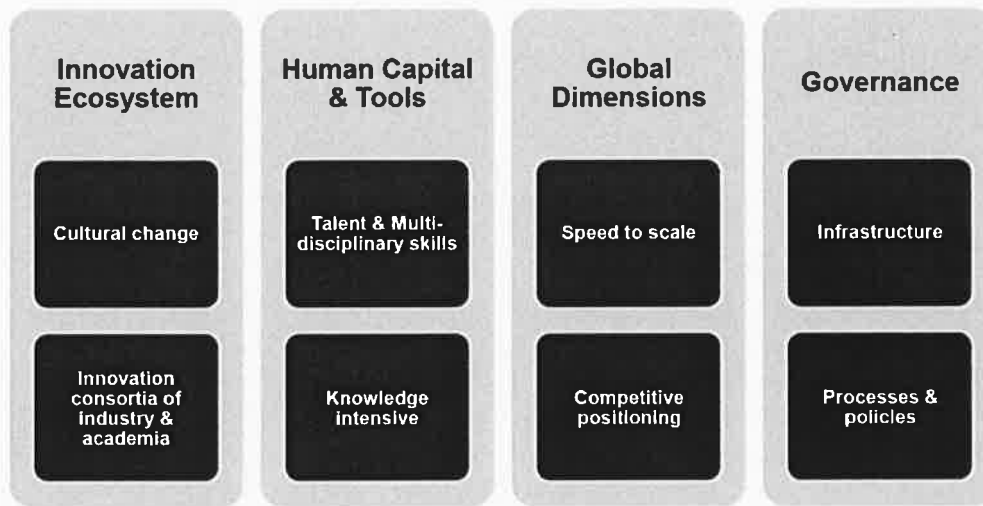 Innovation
Ecosystem
Cultural change
Innovation
consortia of
industry &
academia
Human Capital
& Tools
Talent & Multi-
disciplinary skills
Knowledge
intensive
Global
Dimensions
Speed to scale
Competitive
positioning
Governance
Infrastructure
Processes &
policies